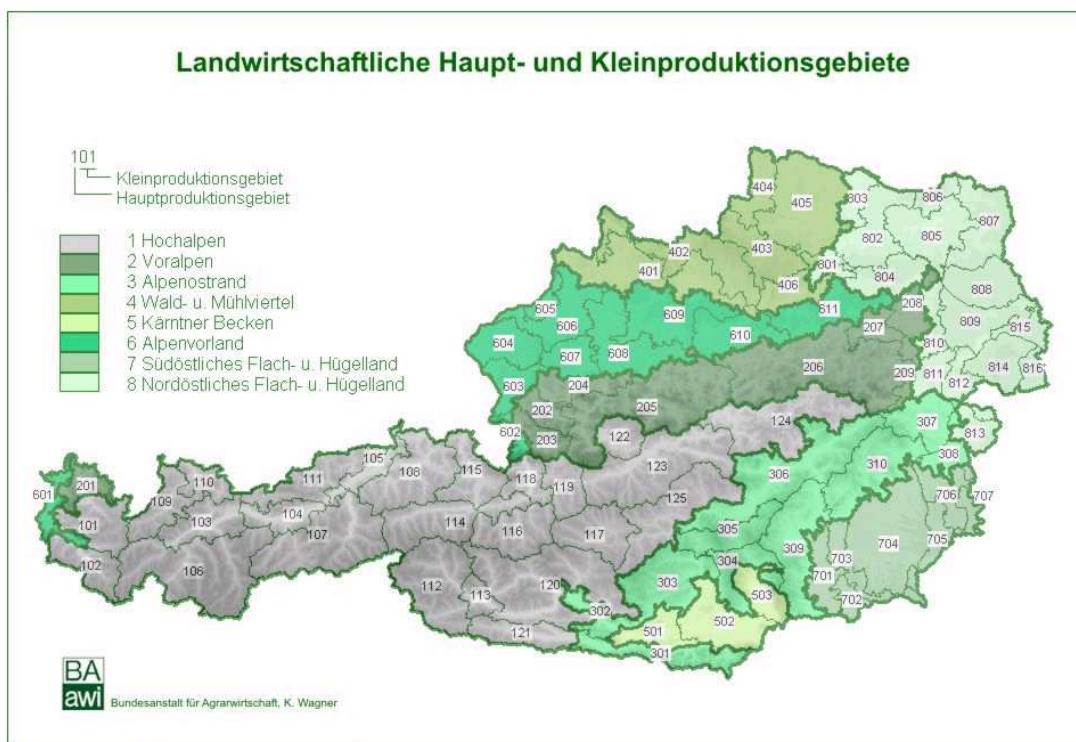 Landwirtschaftliche Haupt- und Kleinproduktionsgebiete
101
Kleinproduktionsgebiet
Hauptproduktionsgebiet
1 Hochalpen
2 Voralpen
3 Alpenostrand
4 Wald- u. Mühlviertel
5 Kärntner Becken
6 Alpenvorland
7 Südöstliches Flach- u. Hügelland
8 Nordöstliches Flach- u. Hügelland
404 405 803 806 807
802 805
402 403 801 804
401 406 808
605 609 611 208
606 610 207 809 815
604 607 608 810
603 204 206 209 811 814 816
202 205 812
602 203 122 124 307 813
105 115 118 123 310 308
601 201 110 111 108 119 306
109 104 125 706 707
101 103 107 114 116 117 305 309 704 705
102 106 112 120 303 304 703 701
113 302 503 702
121 501 502
301
BA
awi
Bundesanstalt für Agrarwirtschaft, K. Wagner